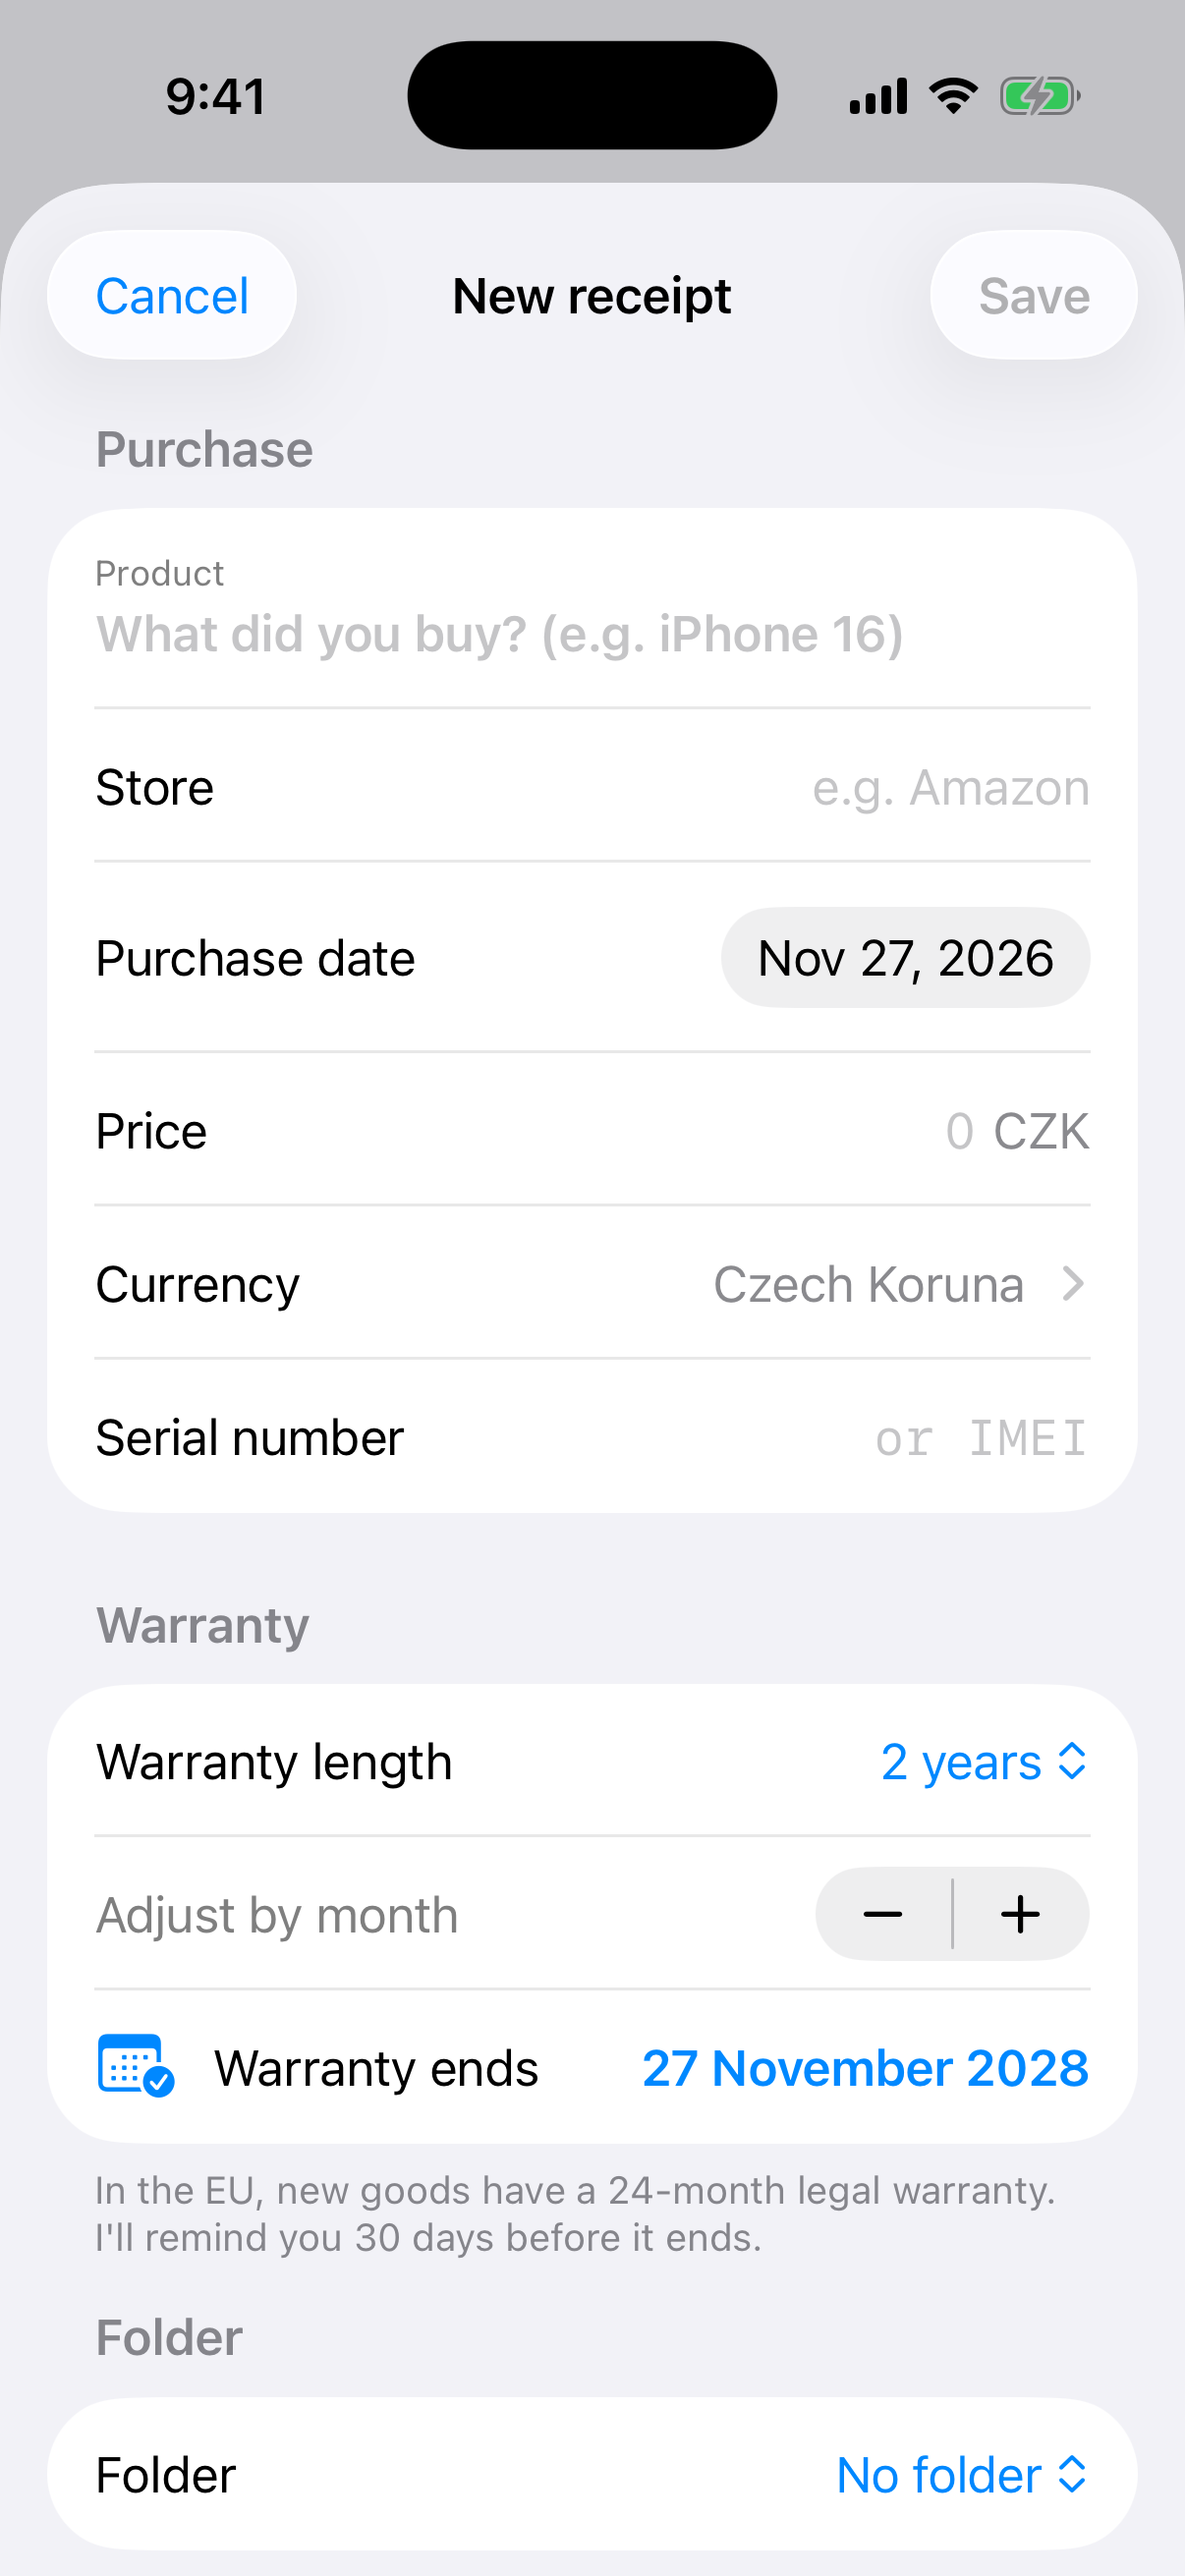 9:41
Cancel
New receipt
Save
Purchase
Product
What did you buy? (e.g. iPhone 16)
Store e.g. Amazon
Purchase date Nov 27, 2026
Price 0 CZK
Currency Czech Koruna
Serial number or IMEI
Warranty
Warranty length 2 years
Adjust by month
Warranty ends 27 November 2028
In the EU, new goods have a 24-month legal warranty.
I'll remind you 30 days before it ends.
Folder
Folder No folder